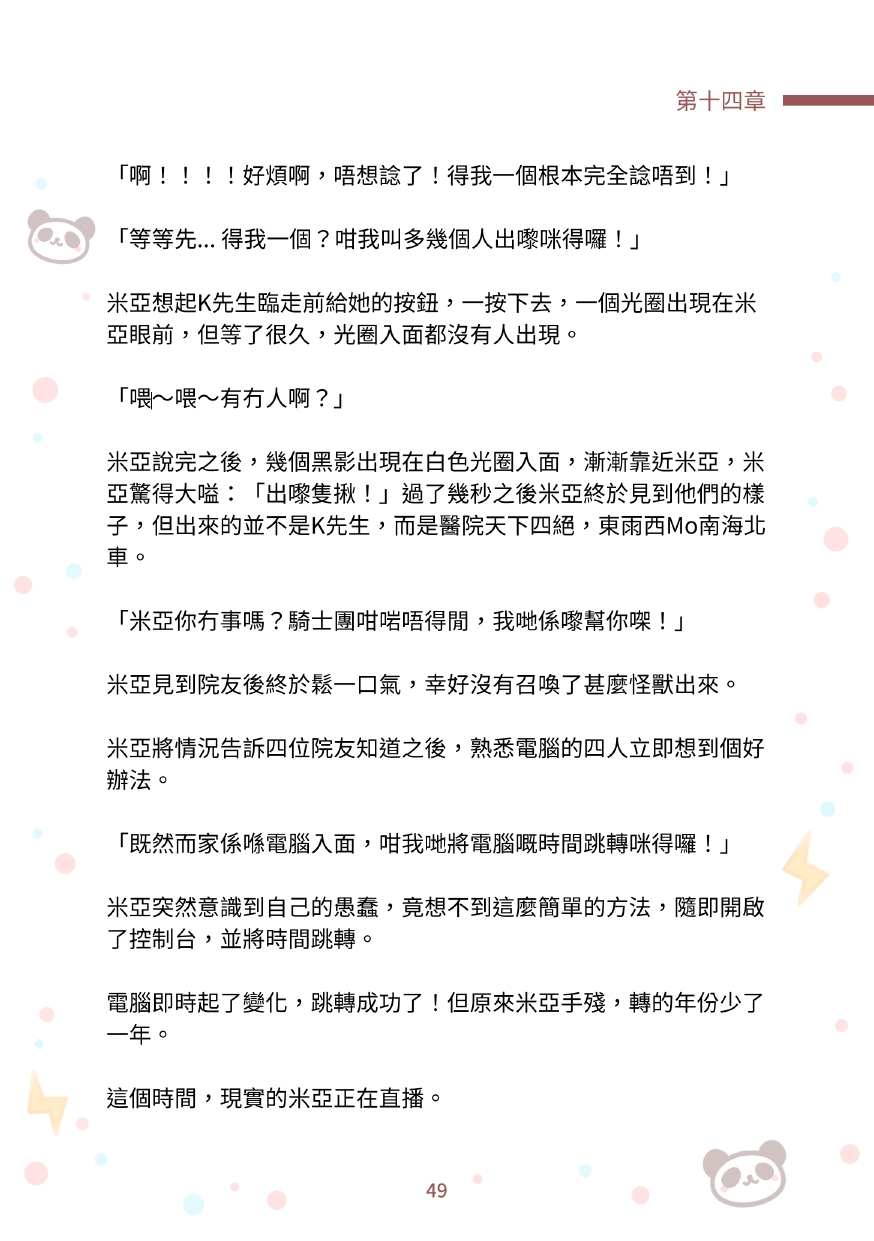 第十四章
「啊！！！！好煩啊，唔想諗了！得我一個根本完全諗唔到！」
「等等先... 得我一個？咁我叫多幾個人出嚟咪得囉！」
米亞想起K先生臨走前給她的按鈕，一按下去，一個光圈出現在米
亞眼前，但等了很久，光圈入面都沒有人出現。
「喂～喂～有冇人啊？」
米亞說完之後，幾個黑影出現在白色光圈入面，漸漸靠近米亞，米
亞驚得大嗌：「出嚟隻揪！」過了幾秒之後米亞終於見到他們的樣
子，但出來的並不是K先生，而是醫院天下四絕，東雨西Mo南海北
車。
「米亞你冇事嗎？騎士團咁啱唔得閒，我哋係嚟幫你㗎！」
米亞見到院友後終於鬆一口氣，幸好沒有召喚了甚麼怪獸出來。
米亞將情況告訴四位院友知道之後，熟悉電腦的四人立即想到個好
辦法。
「既然而家係喺電腦入面，咁我哋將電腦嘅時間跳轉咪得囉！」
米亞突然意識到自己的愚蠢，竟想不到這麼簡單的方法，隨即開啟
了控制台，並將時間跳轉。
電腦即時起了變化，跳轉成功了！但原來米亞手殘，轉的年份少了
一年。
這個時間，現實的米亞正在直播。
49